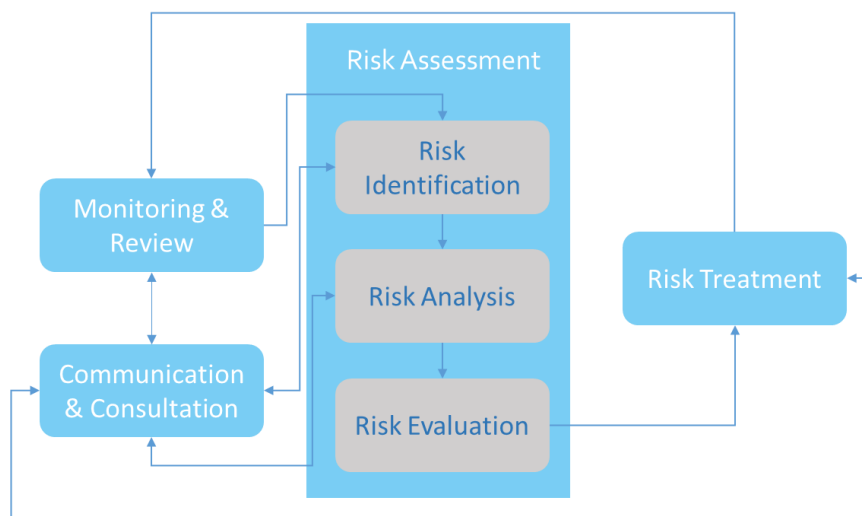 Risk Assessment
Risk
Identification
Monitoring &
Review
Risk Analysis
Risk Treatment
Communication
& Consultation
Risk Evaluation